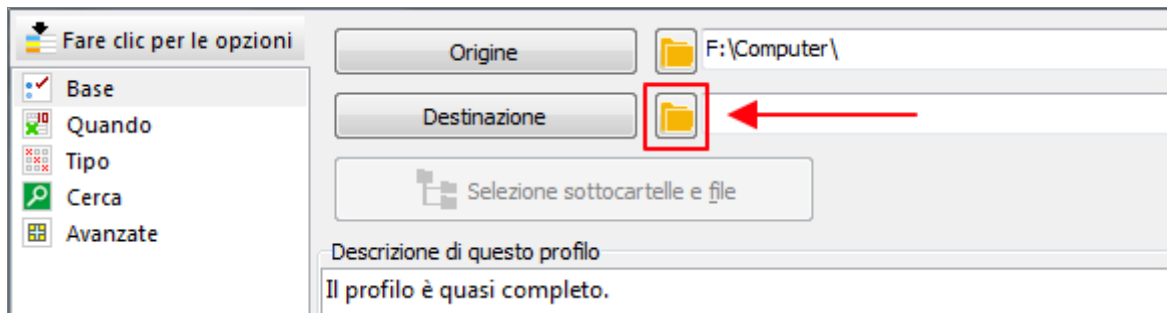 Fare clic per le opzioni
Base
Quando
Tipo
Cerca
Avanzate
Origine
F:\Computer\
Destinazione
Selezione sottocartelle e file
Descrizione di questo profilo
Il profilo è quasi completo.